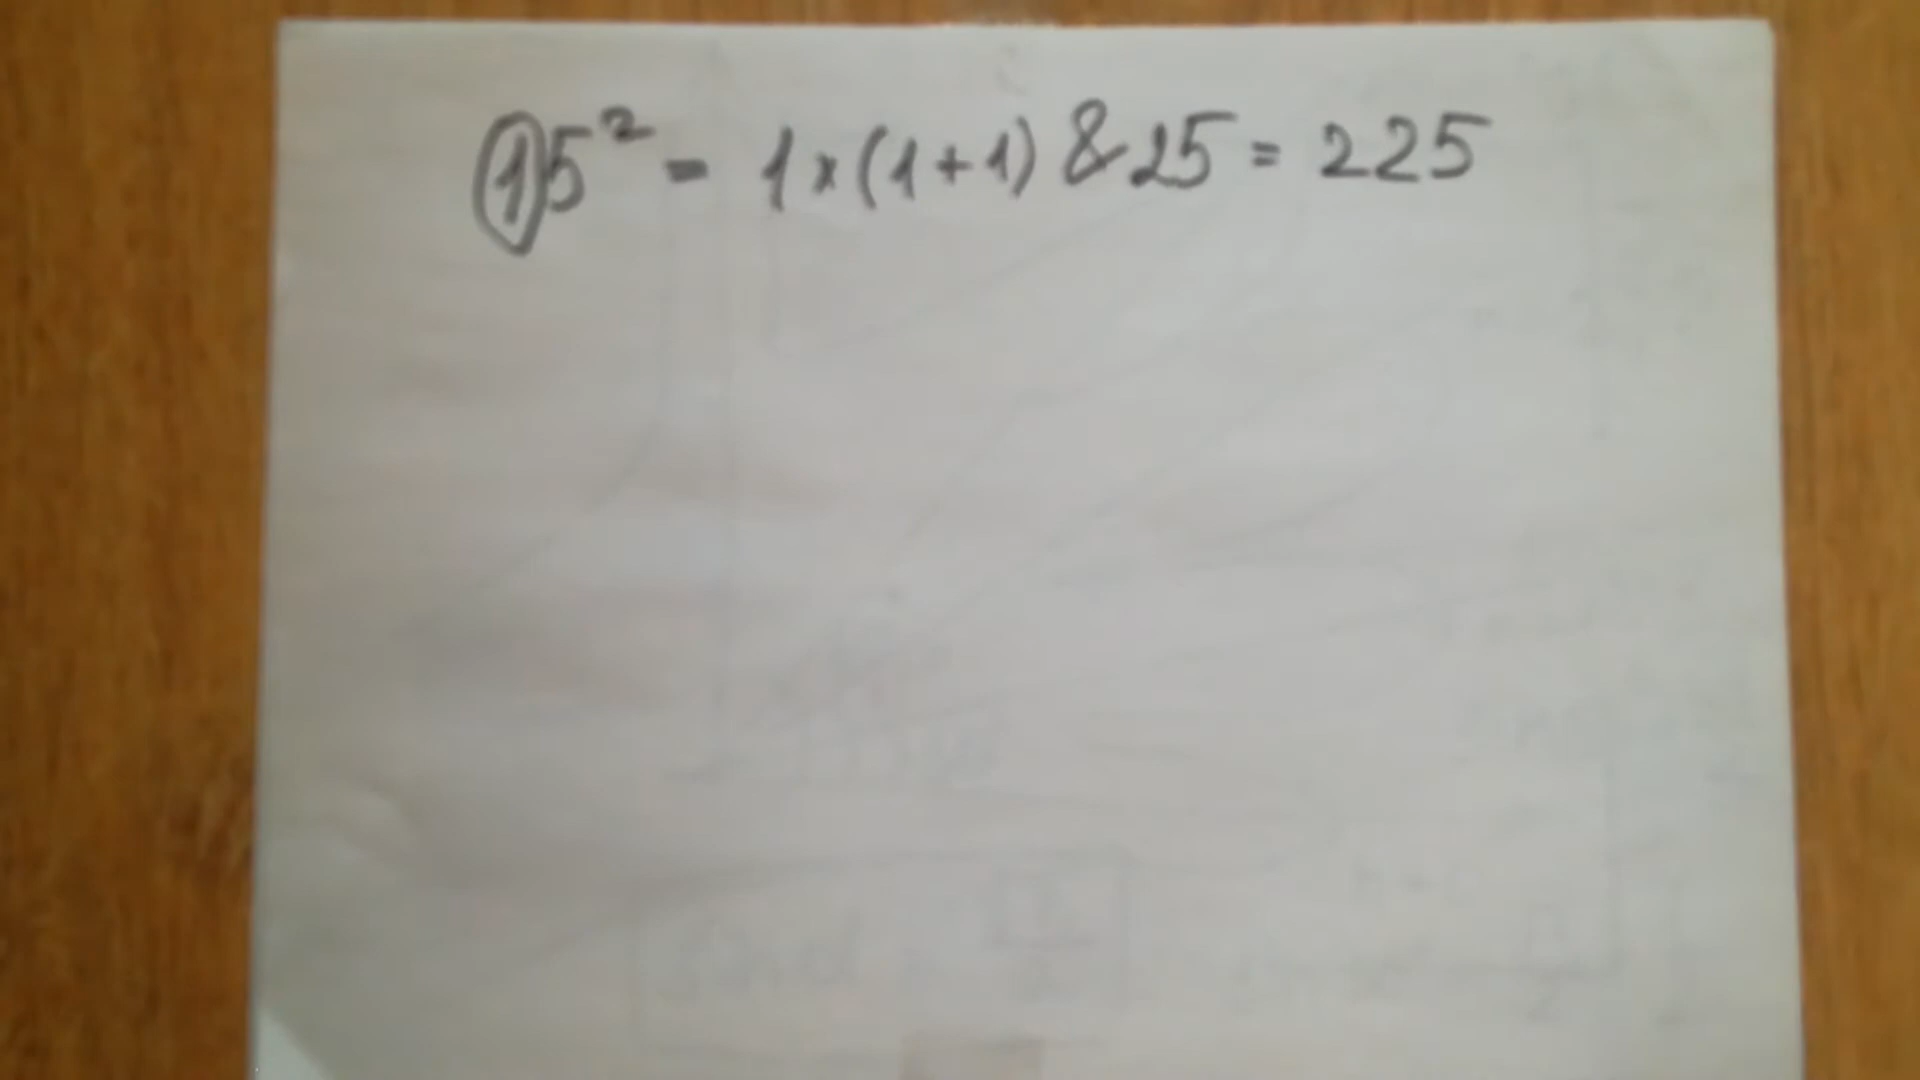 15² = 1 x (1 + 1) & 25 = 225